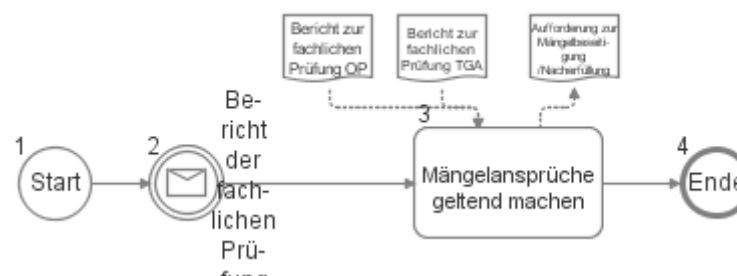 Bericht zur
fachlichen
Prüfung OP
Bericht zur
fachlichen
Prüfung TGA
Aufforderung zur
Mängelbeseiti-
gung
/Nacherfüllung
1
Start
2
Be-
richt
der
fach-
lichen
Prü-
fung
3
Mängelansprüche
geltend machen
4
Ende